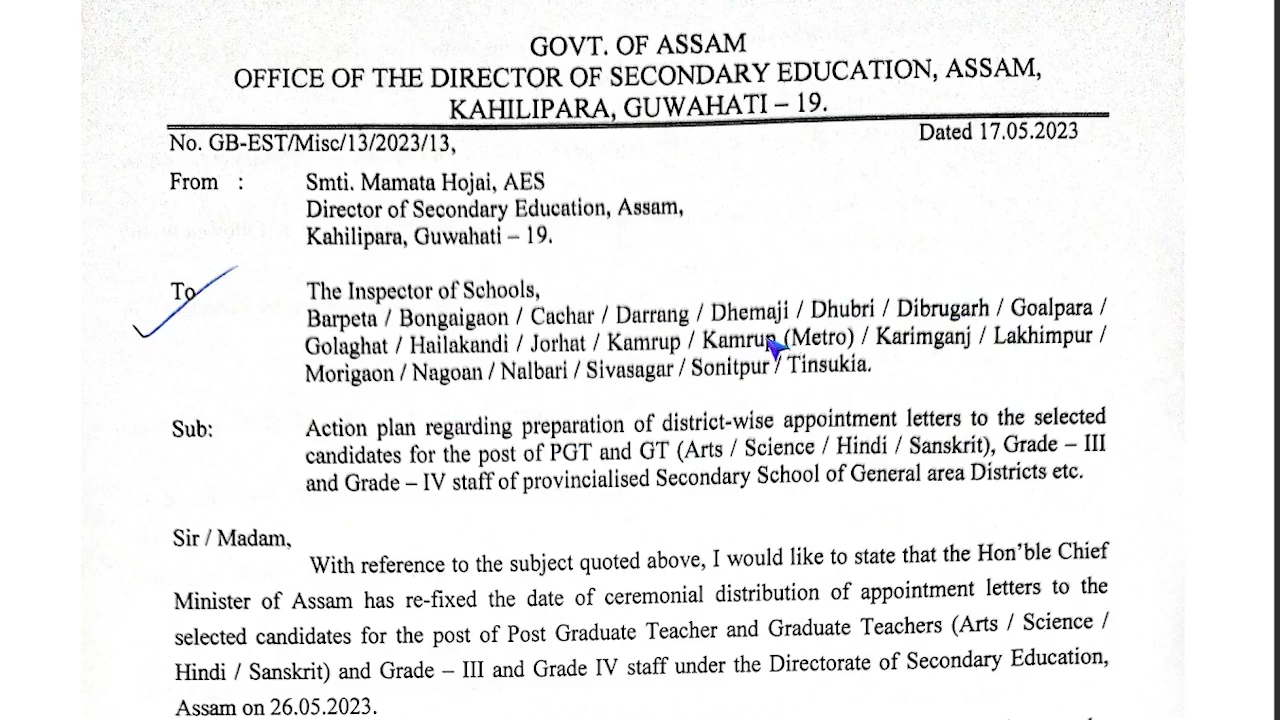 GOVT. OF ASSAM
OFFICE OF THE DIRECTOR OF SECONDARY EDUCATION, ASSAM,
KAHILIPARA, GUWAHATI – 19.
No. GB-EST/Misc/13/2023/13,
Dated 17.05.2023
From :
Smti. Mamata Hojai, AES
Director of Secondary Education, Assam,
Kahilipara, Guwahati – 19.
To
The Inspector of Schools,
Barpeta / Bongaigaon / Cachar / Darrang / Dhemaji / Dhubri / Dibrugarh / Goalpara /
Golaghat / Hailakandi / Jorhat / Kamrup / Kamrup (Metro) / Karimganj / Lakhimpur /
Morigaon / Nagoan / Nalbari / Sivasagar / Sonitpur / Tinsukia.
Sub:
Action plan regarding preparation of district-wise appointment letters to the selected
candidates for the post of PGT and GT (Arts / Science / Hindi / Sanskrit), Grade – III
and Grade – IV staff of provincialised Secondary School of General area Districts etc.
Sir / Madam,
With reference to the subject quoted above, I would like to state that the Hon'ble Chief
Minister of Assam has re-fixed the date of ceremonial distribution of appointment letters to the
selected candidates for the post of Post Graduate Teacher and Graduate Teachers (Arts / Science /
Hindi / Sanskrit) and Grade – III and Grade IV staff under the Directorate of Secondary Education,
Assam on 26.05.2023.